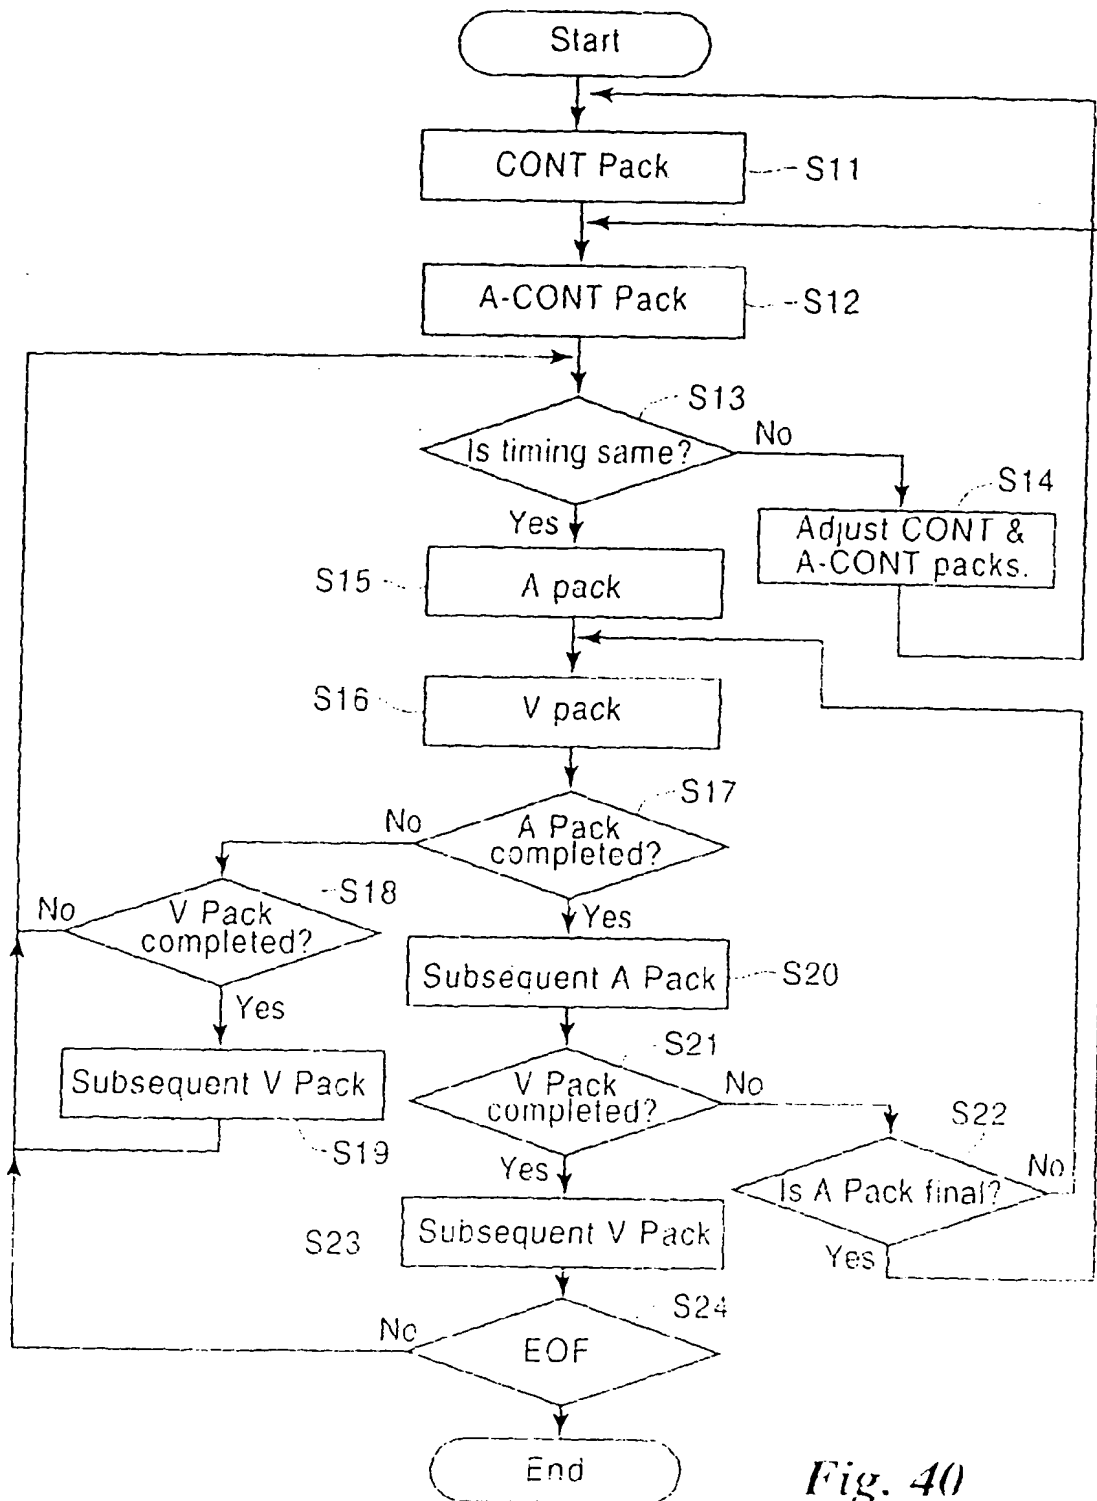 Start
CONT Pack
S11
A-CONT Pack
S12
S13
Is timing same?
No
S14
Adjust CONT &
A-CONT packs.
Yes
S15
A pack
S16
V pack
S17
No
A Pack
completed?
S18
No
V Pack
completed?
Yes
Subsequent A Pack
S20
Yes
S21
Subsequent V Pack
V Pack
completed?
No
S22
S19
Yes
Is A Pack final?
No
S23
Subsequent V Pack
Yes
S24
No
EOF
End
Fig. 40